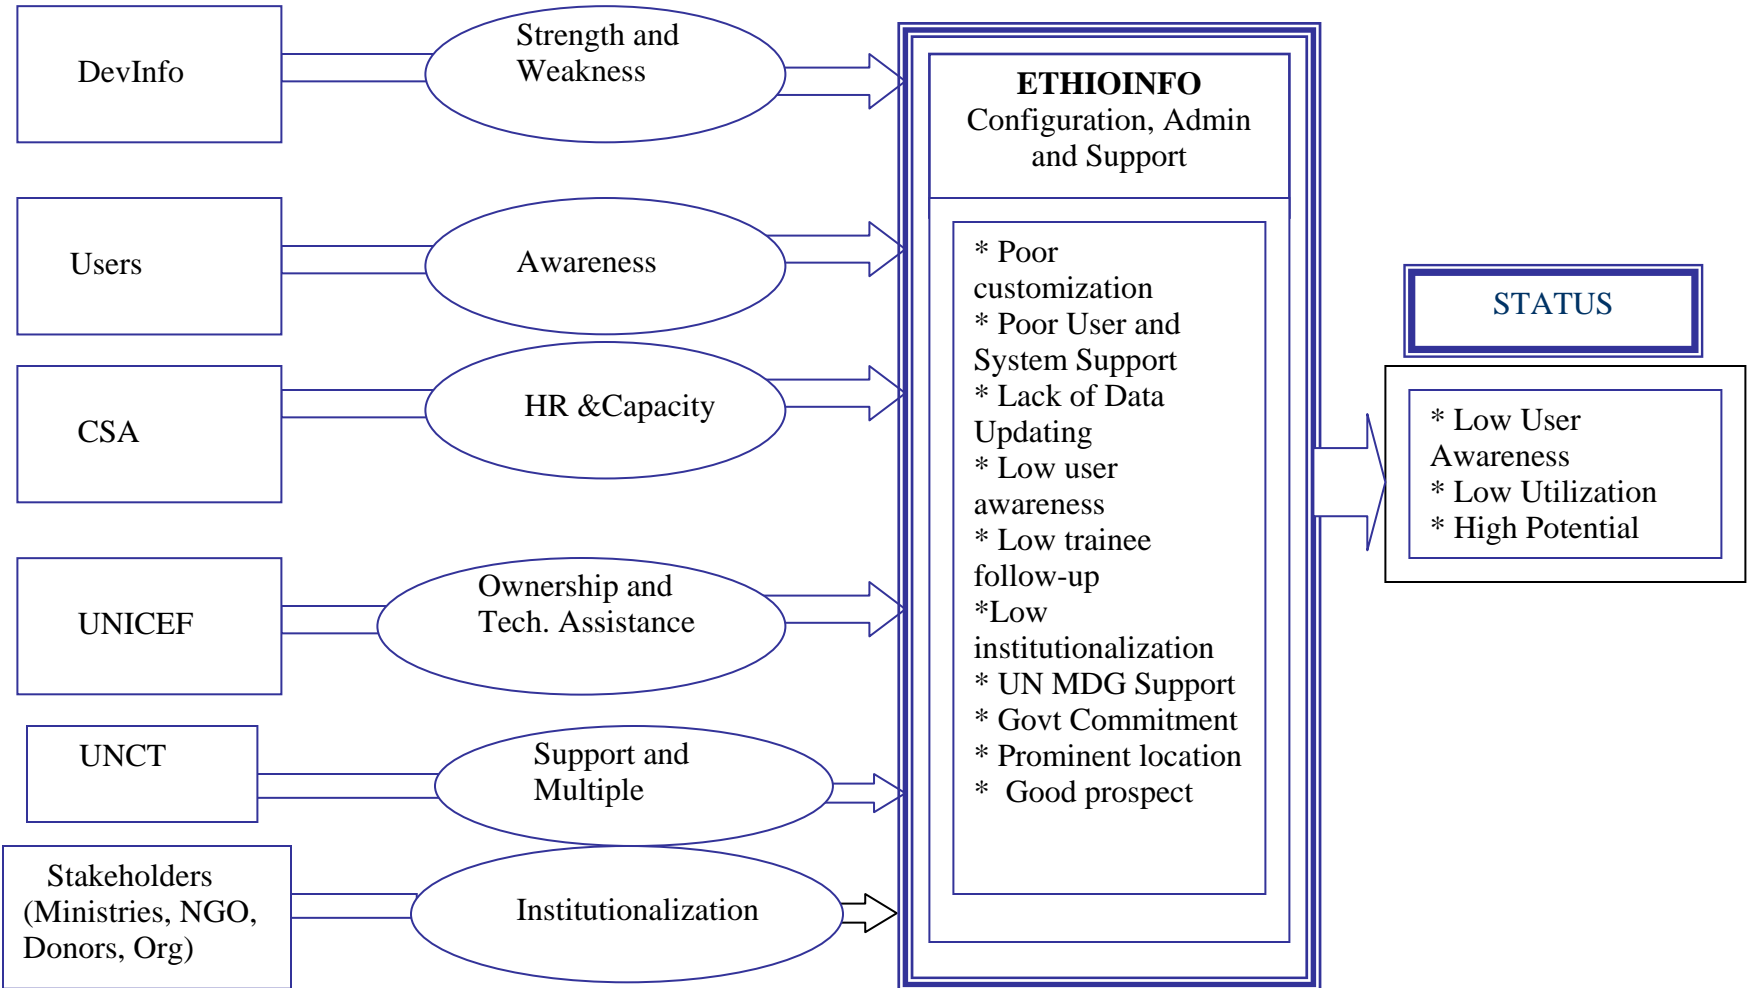 DevInfo
Strength and
Weakness
Users
Awareness
CSA
HR &Capacity
UNICEF
Ownership and
Tech. Assistance
UNCT
Support and
Multiple
Stakeholders
(Ministries, NGO,
Donors, Org)
Institutionalization
ETHIOINFO
Configuration, Admin
and Support
* Poor
customization
* Poor User and
System Support
* Lack of Data
Updating
* Low user
awareness
* Low trainee
follow-up
*Low
institutionalization
* UN MDG Support
* Govt Commitment
* Prominent location
* Good prospect
STATUS
* Low User
Awareness
* Low Utilization
* High Potential